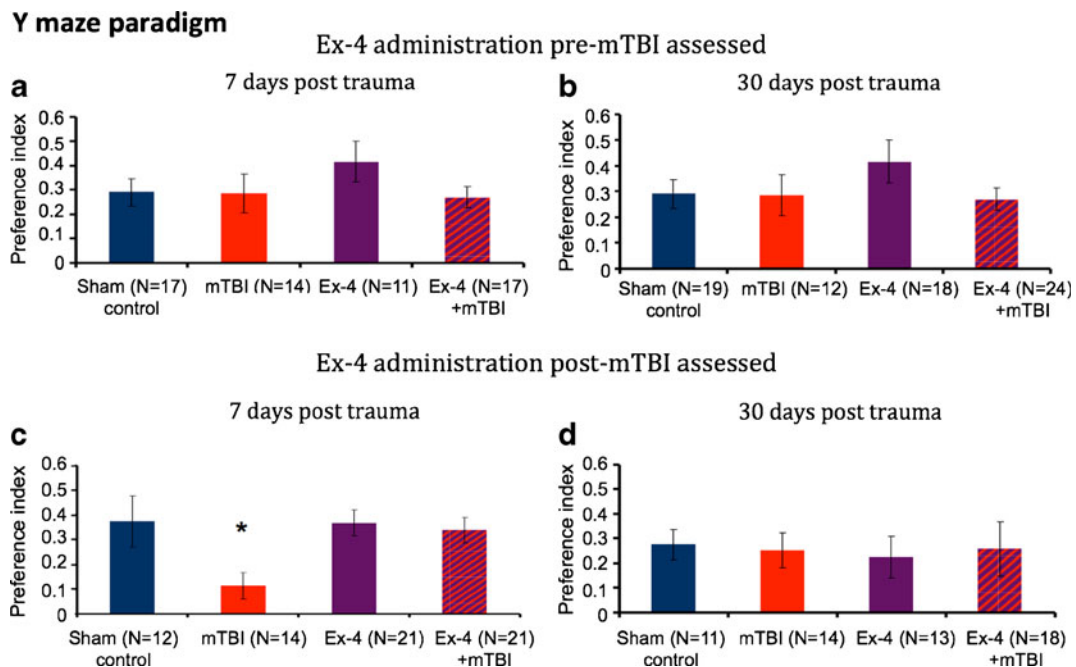 Y maze paradigm
Ex-4 administration pre-mTBI assessed
a
7 days post trauma
Preference index
0.6
0.5
0.4
0.3
0.2
0.1
0
Sham (N=17) mTBI (N=14) Ex-4 (N=11) Ex-4 (N=17)
control +mTBI
b
30 days post trauma
Preference index
0.6
0.5
0.4
0.3
0.2
0.1
0
Sham (N=19) mTBI (N=12) Ex-4 (N=18) Ex-4 (N=24)
control +mTBI
Ex-4 administration post-mTBI assessed
c
7 days post trauma
Preference index
0.6
0.5
0.4
0.3
0.2
0.1
0
*
Sham (N=12) mTBI (N=14) Ex-4 (N=21) Ex-4 (N=21)
control +mTBI
d
30 days post trauma
Preference index
0.6
0.5
0.4
0.3
0.2
0.1
0
Sham (N=11) mTBI (N=14) Ex-4 (N=13) Ex-4 (N=18)
control +mTBI